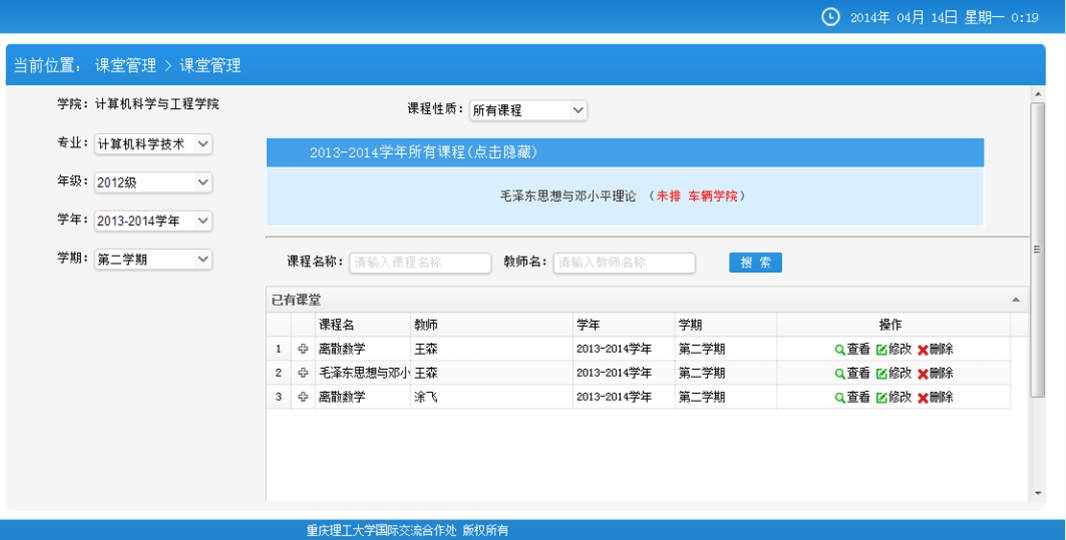 2014年 04月 14日 星期一 0:19
当前位置: 课堂管理 > 课堂管理
学院: 计算机科学与工程学院
课程性质: 所有课程
专业: 计算机科学技术
年级: 2012级
学年: 2013-2014学年
学期: 第二学期
2013-2014学年所有课程(点击隐藏)
毛泽东思想与邓小平理论 (未排 车辆学院)
课程名称: 请输入课程名称 教师名: 请输入教师名称 搜 索
已有课堂
课程名 教师 学年 学期 操作
1 离散数学 王森 2013-2014学年 第二学期 查看 修改 删除
2 毛泽东思想与邓小 王森 2013-2014学年 第二学期 查看 修改 删除
3 离散数学 涂飞 2013-2014学年 第二学期 查看 修改 删除
重庆理工大学国际交流合作处 版权所有